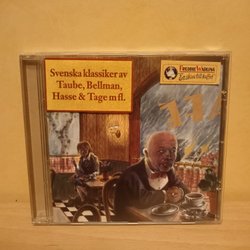 Svenska klassiker av
Taube, Bellman,
Hasse & Tage m fl.